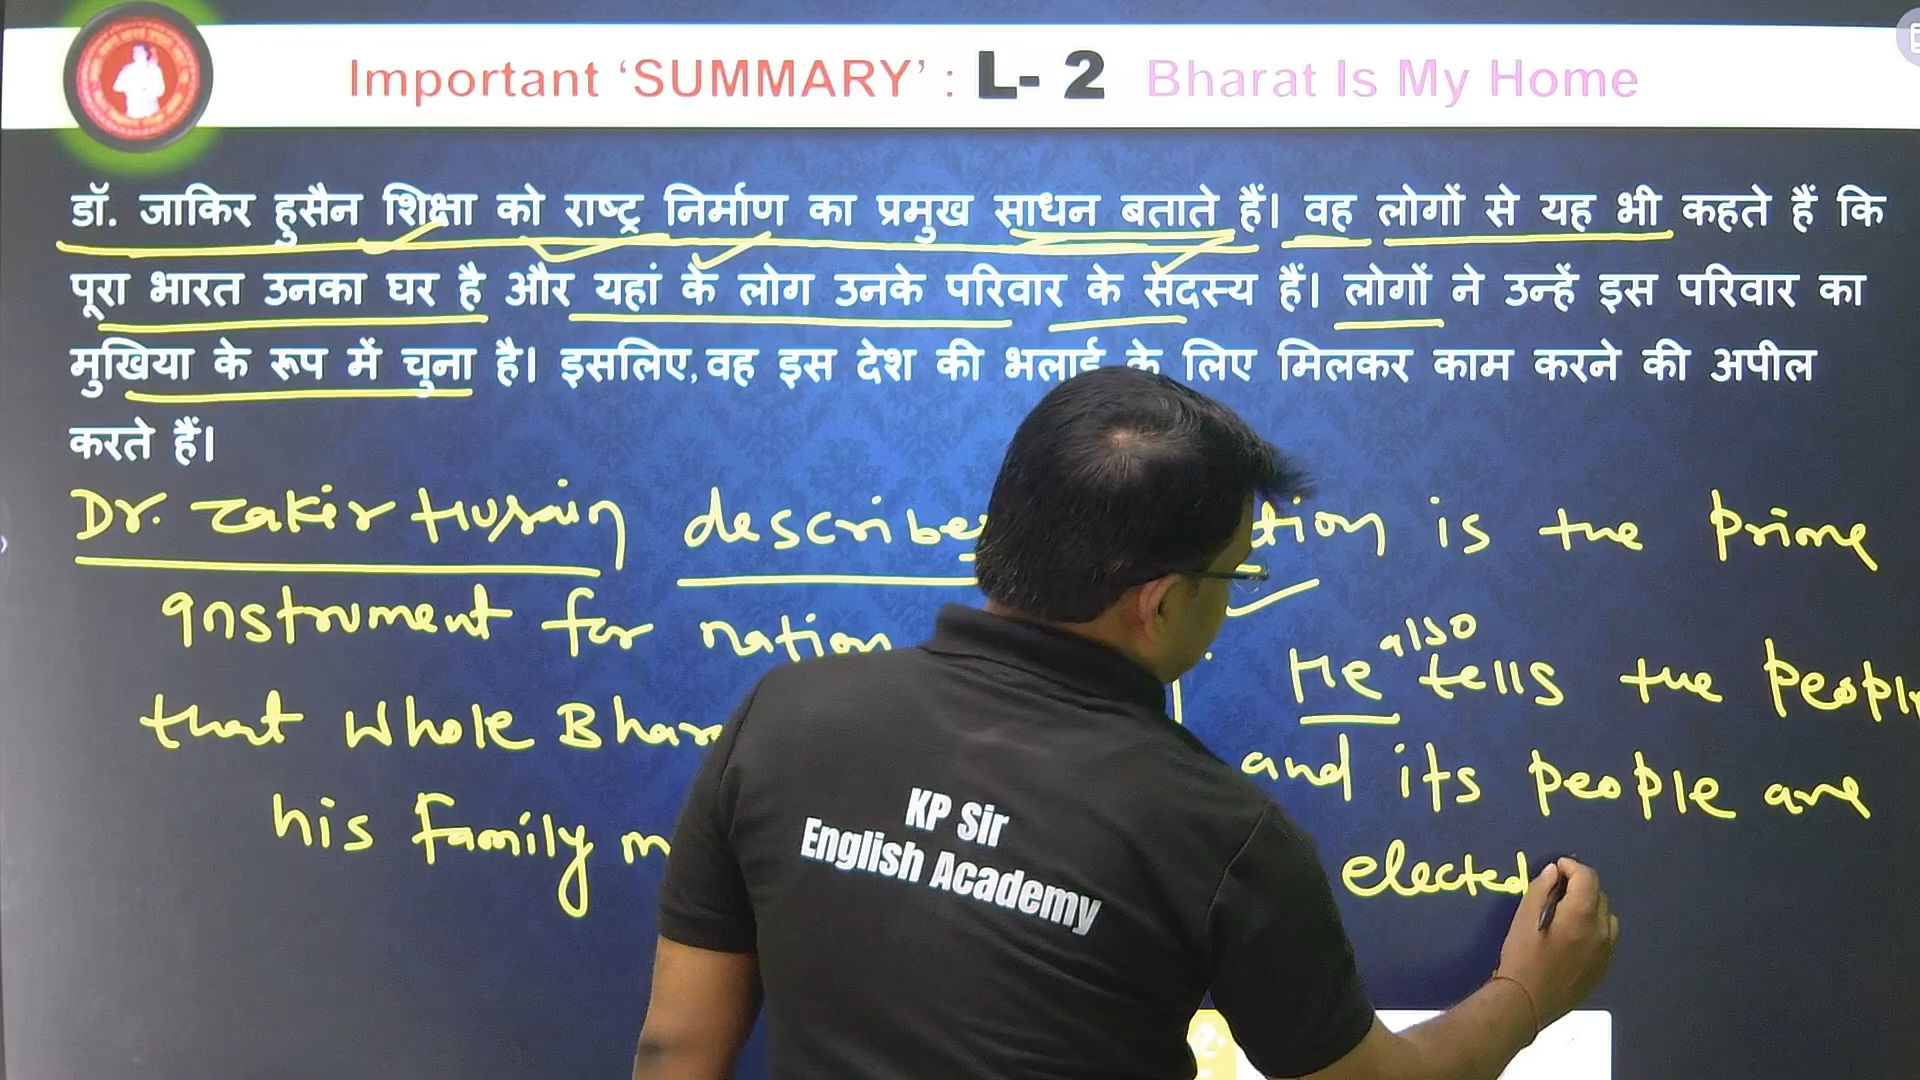 Important ‘SUMMARY’ : L- 2 Bharat Is My Home
डॉ. जाकिर हुसैन शिक्षा को राष्ट्र निर्माण का प्रमुख साधन बताते हैं। वह लोगों से यह भी कहते हैं कि
पूरा भारत उनका घर है और यहां के लोग उनके परिवार के सदस्य हैं। लोगों ने उन्हें इस परिवार का
मुखिया के रूप में चुना है। इसलिए, वह इस देश की भलाई के लिए मिलकर काम करने की अपील
करते हैं।
Dr. Zakir Husain describes is the prime
instrument for nation He also tells the people
that whole and its people are
his family elected
KP Sir
English Academy